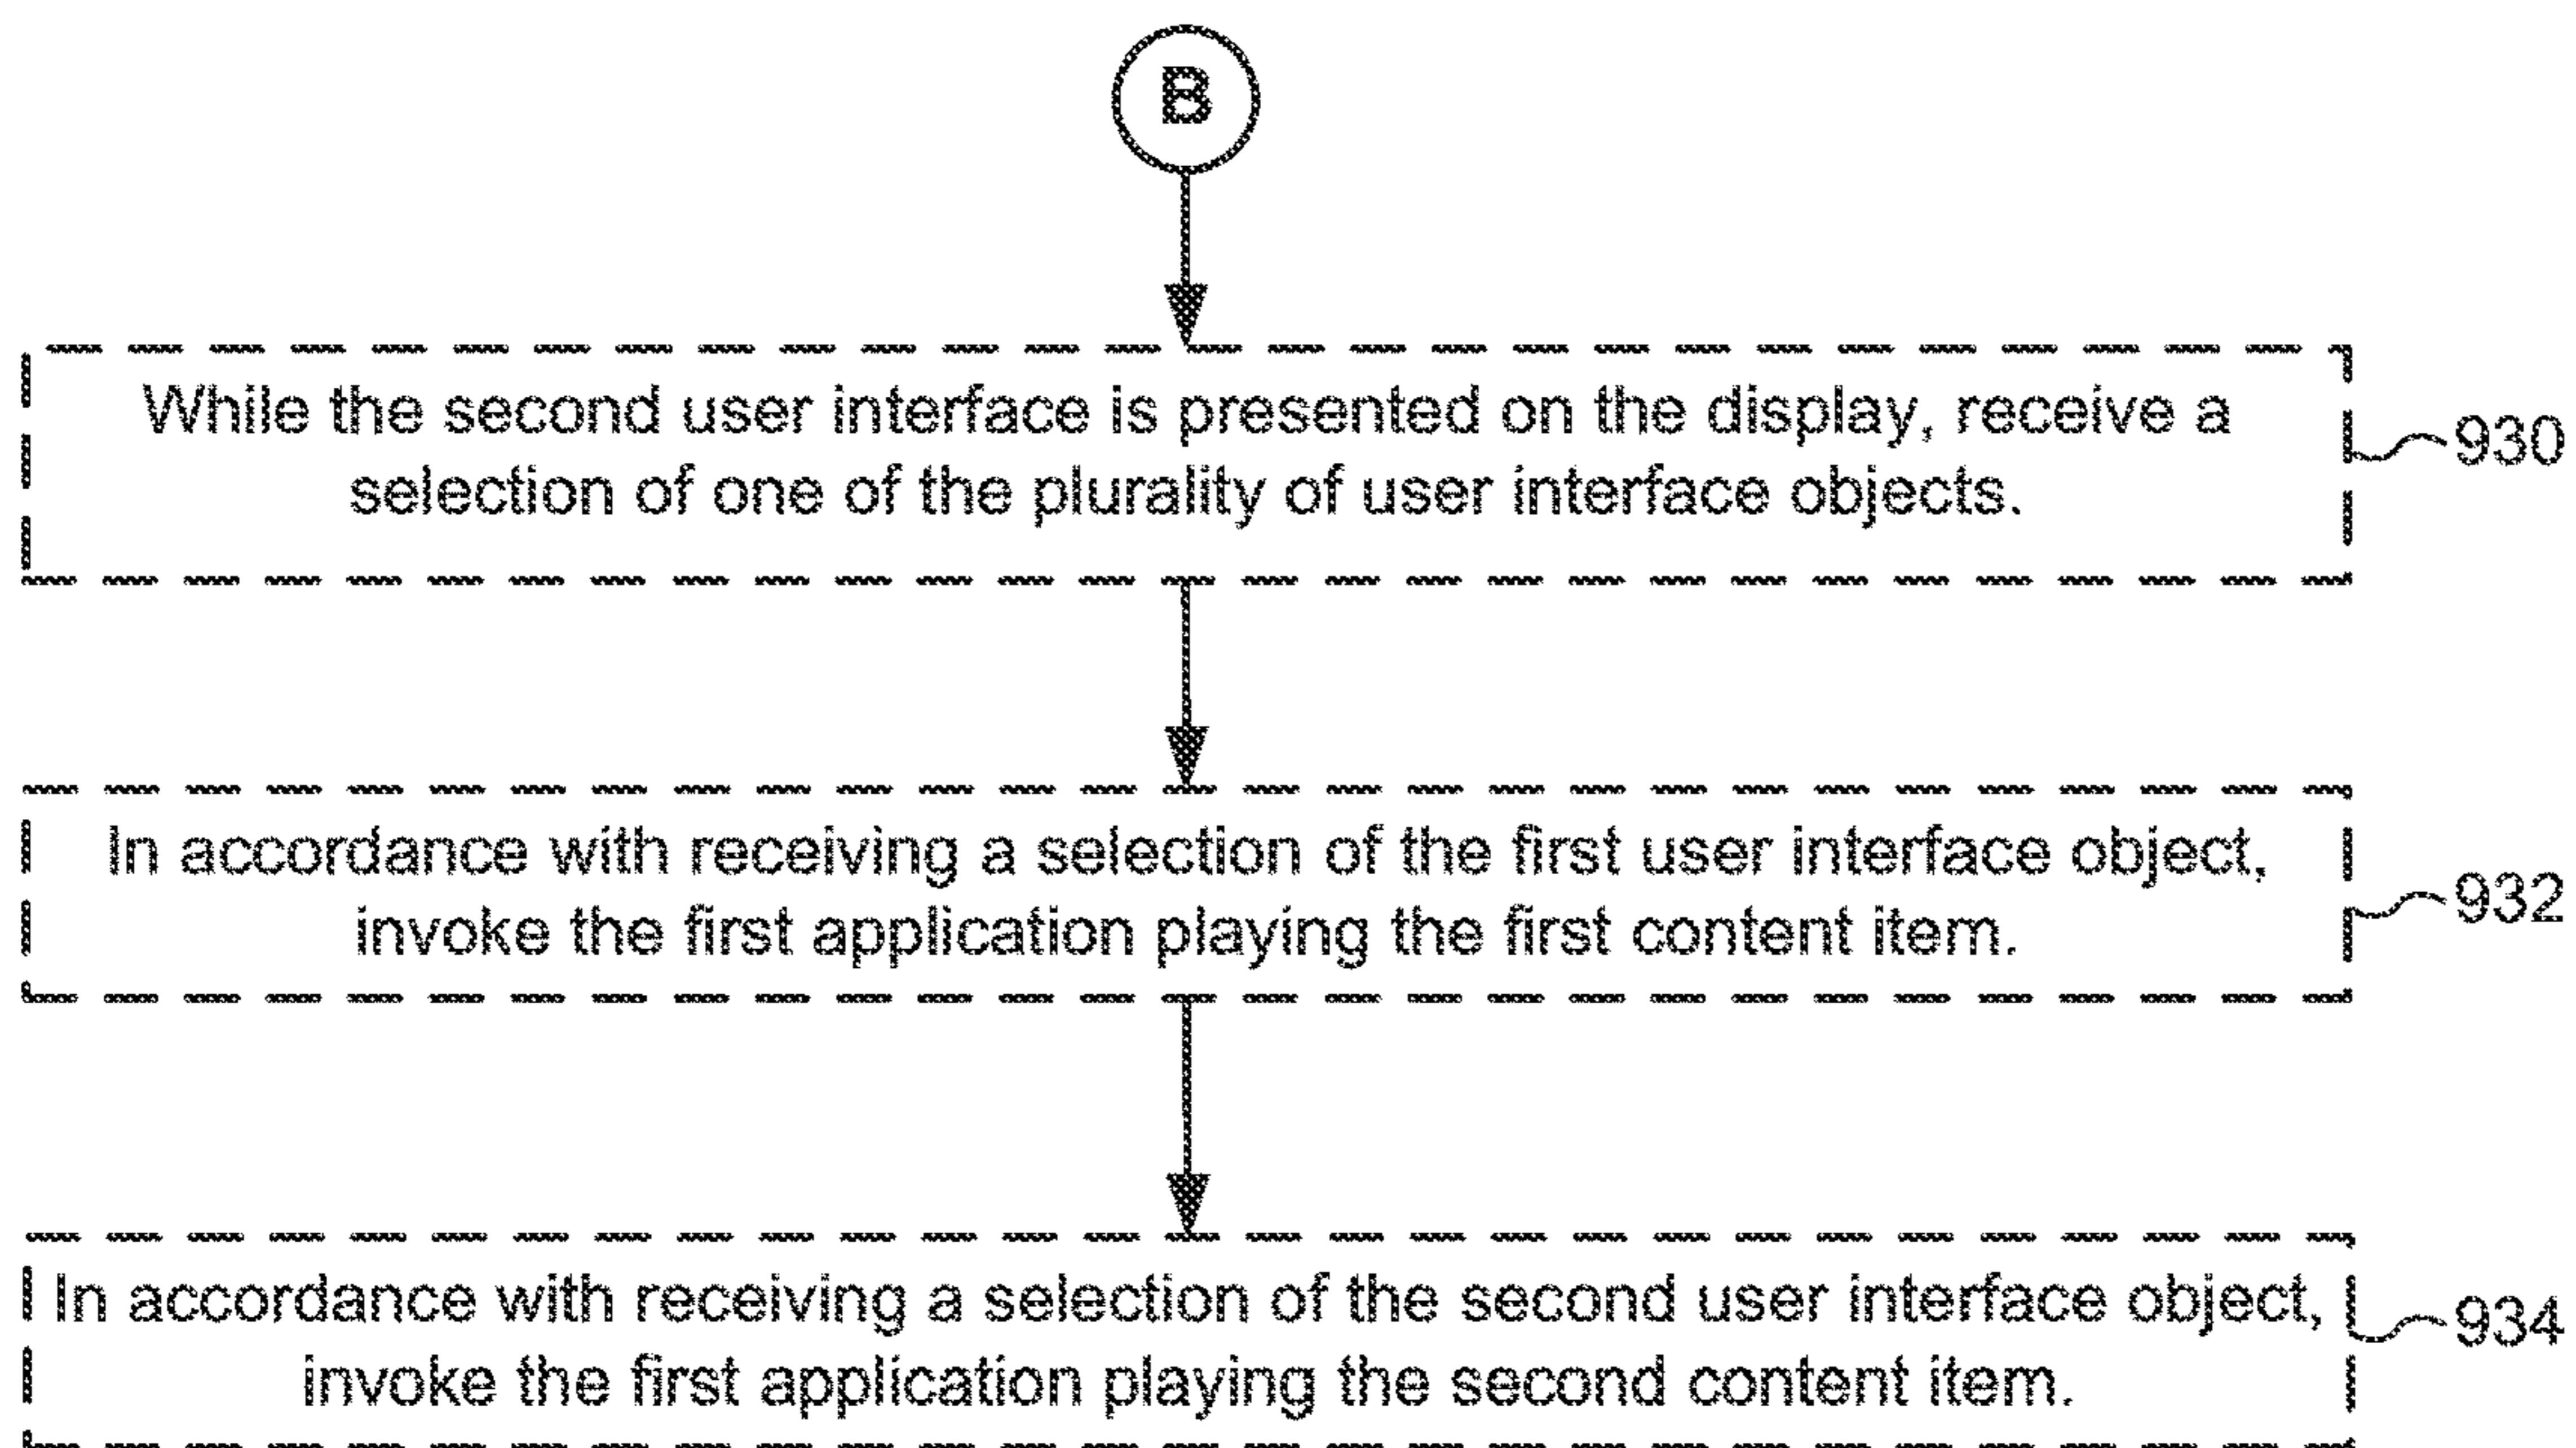 B
While the second user interface is presented on the display, receive a
selection of one of the plurality of user interface objects.
930
In accordance with receiving a selection of the first user interface object,
invoke the first application playing the first content item.
932
In accordance with receiving a selection of the second user interface object,
invoke the first application playing the second content item.
934